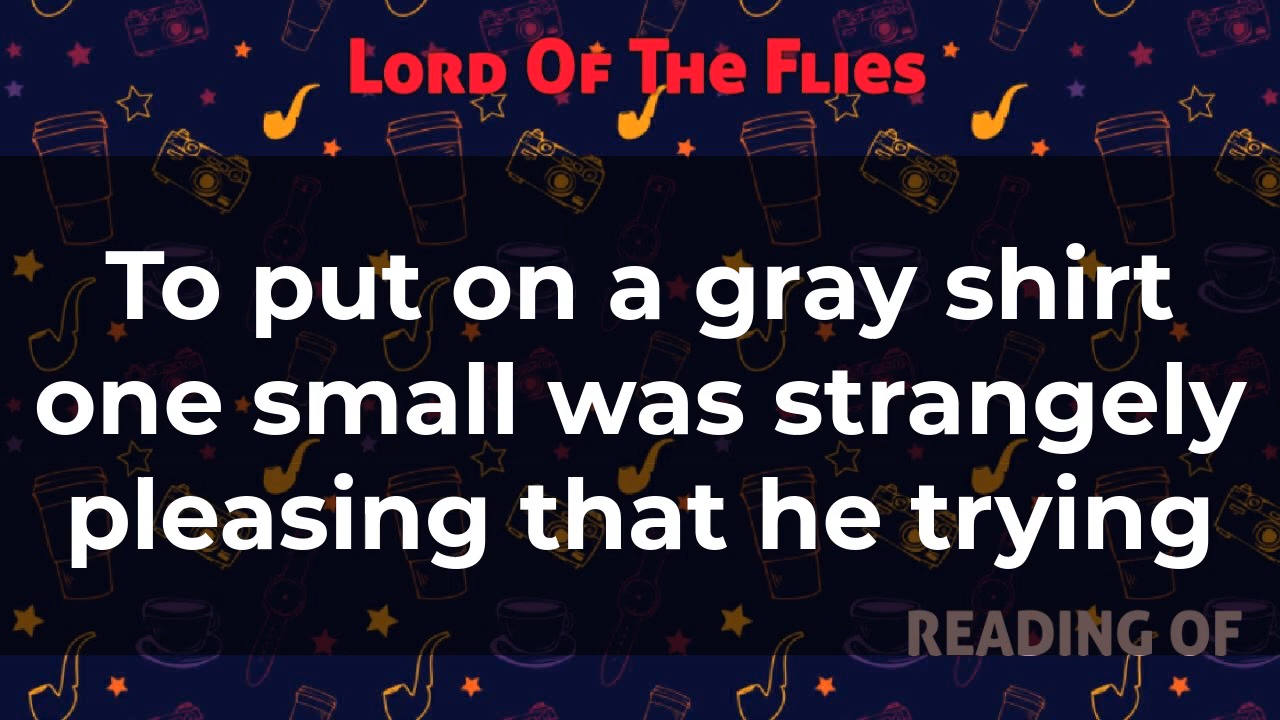 Lord Of The Flies
To put on a gray shirt
one small was strangely
pleasing that he trying
READING OF